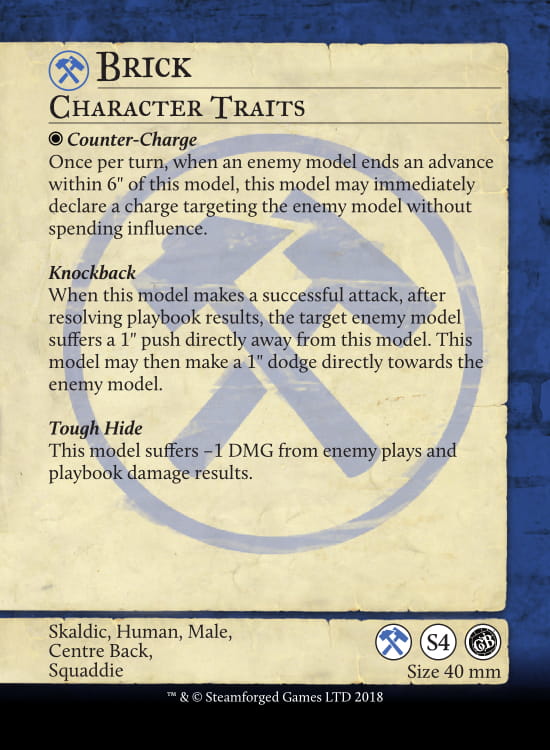 Brick
Character Traits
Counter-Charge
Once per turn, when an enemy model ends an advance
within 6" of this model, this model may immediately
declare a charge targeting the enemy model without
spending influence.
Knockback
When this model makes a successful attack, after
resolving playbook results, the target enemy model
suffers a 1" push directly away from this model. This
model may then make a 1" dodge directly towards the
enemy model.
Tough Hide
This model suffers –1 DMG from enemy plays and
playbook damage results.
Skaldic, Human, Male,
Centre Back,
Squaddie
S4
GB
Size 40 mm
™ & © Steamforged Games LTD 2018